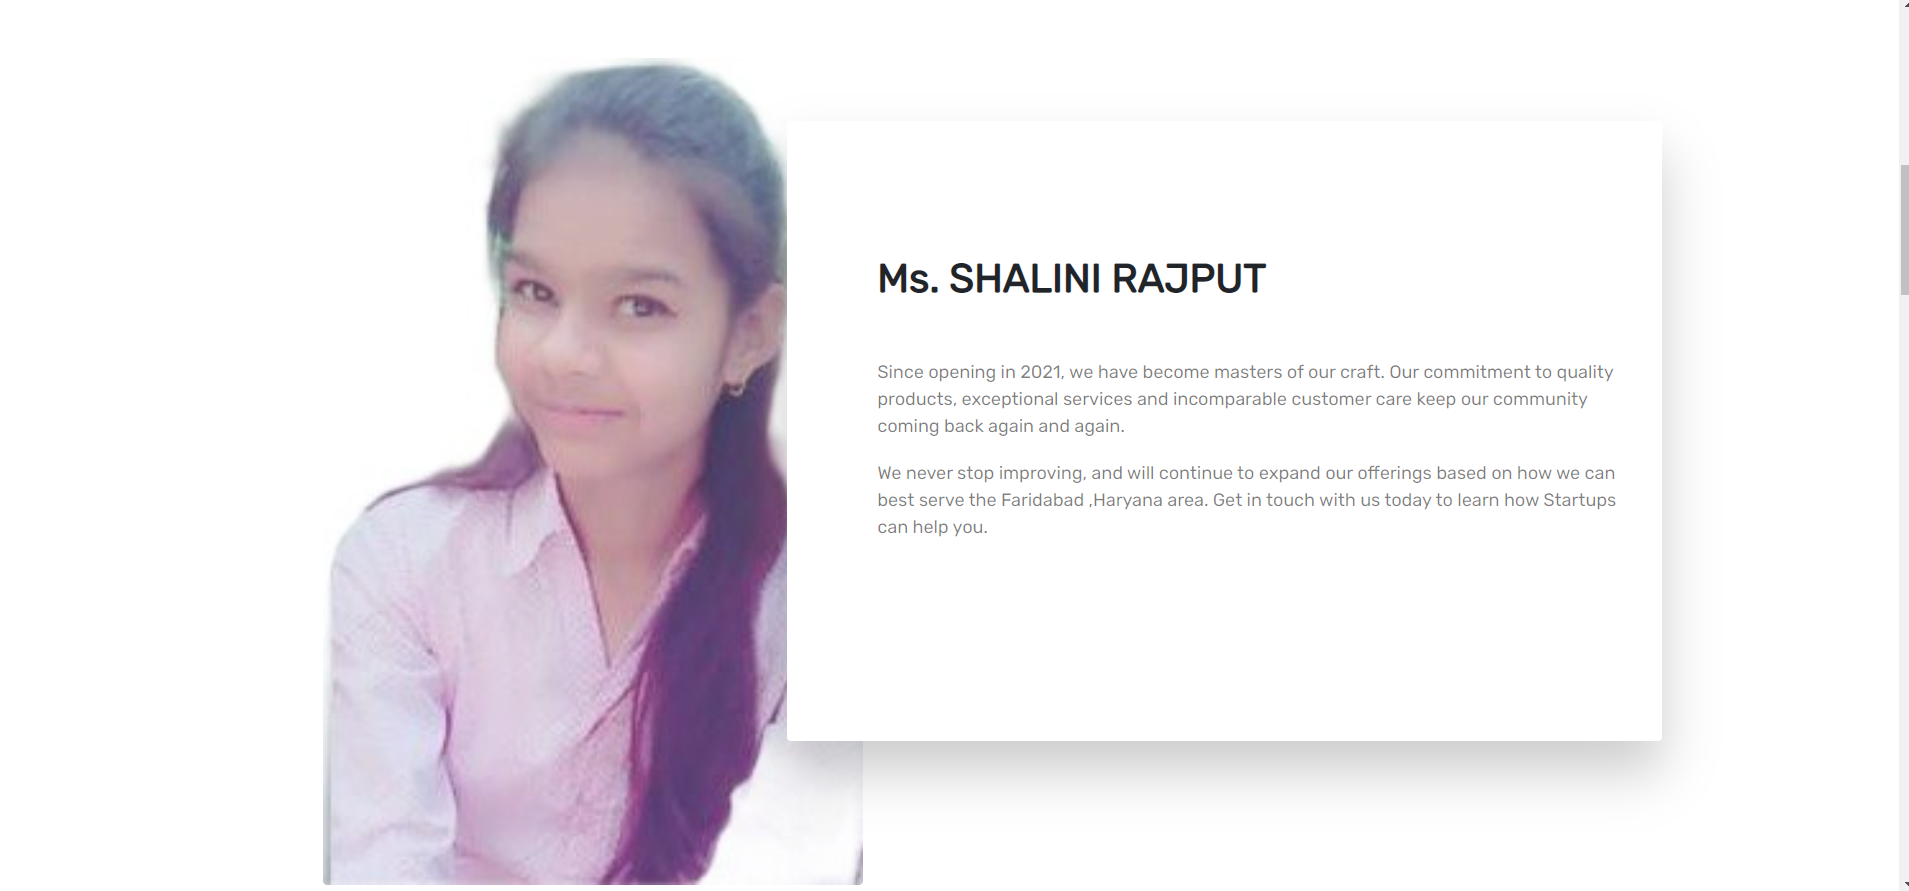 Ms. SHALINI RAJPUT
Since opening in 2021, we have become masters of our craft. Our commitment to quality
products, exceptional services and incomparable customer care keep our community
coming back again and again.
We never stop improving, and will continue to expand our offerings based on how we can
best serve the Faridabad ,Haryana area. Get in touch with us today to learn how Startups
can help you.